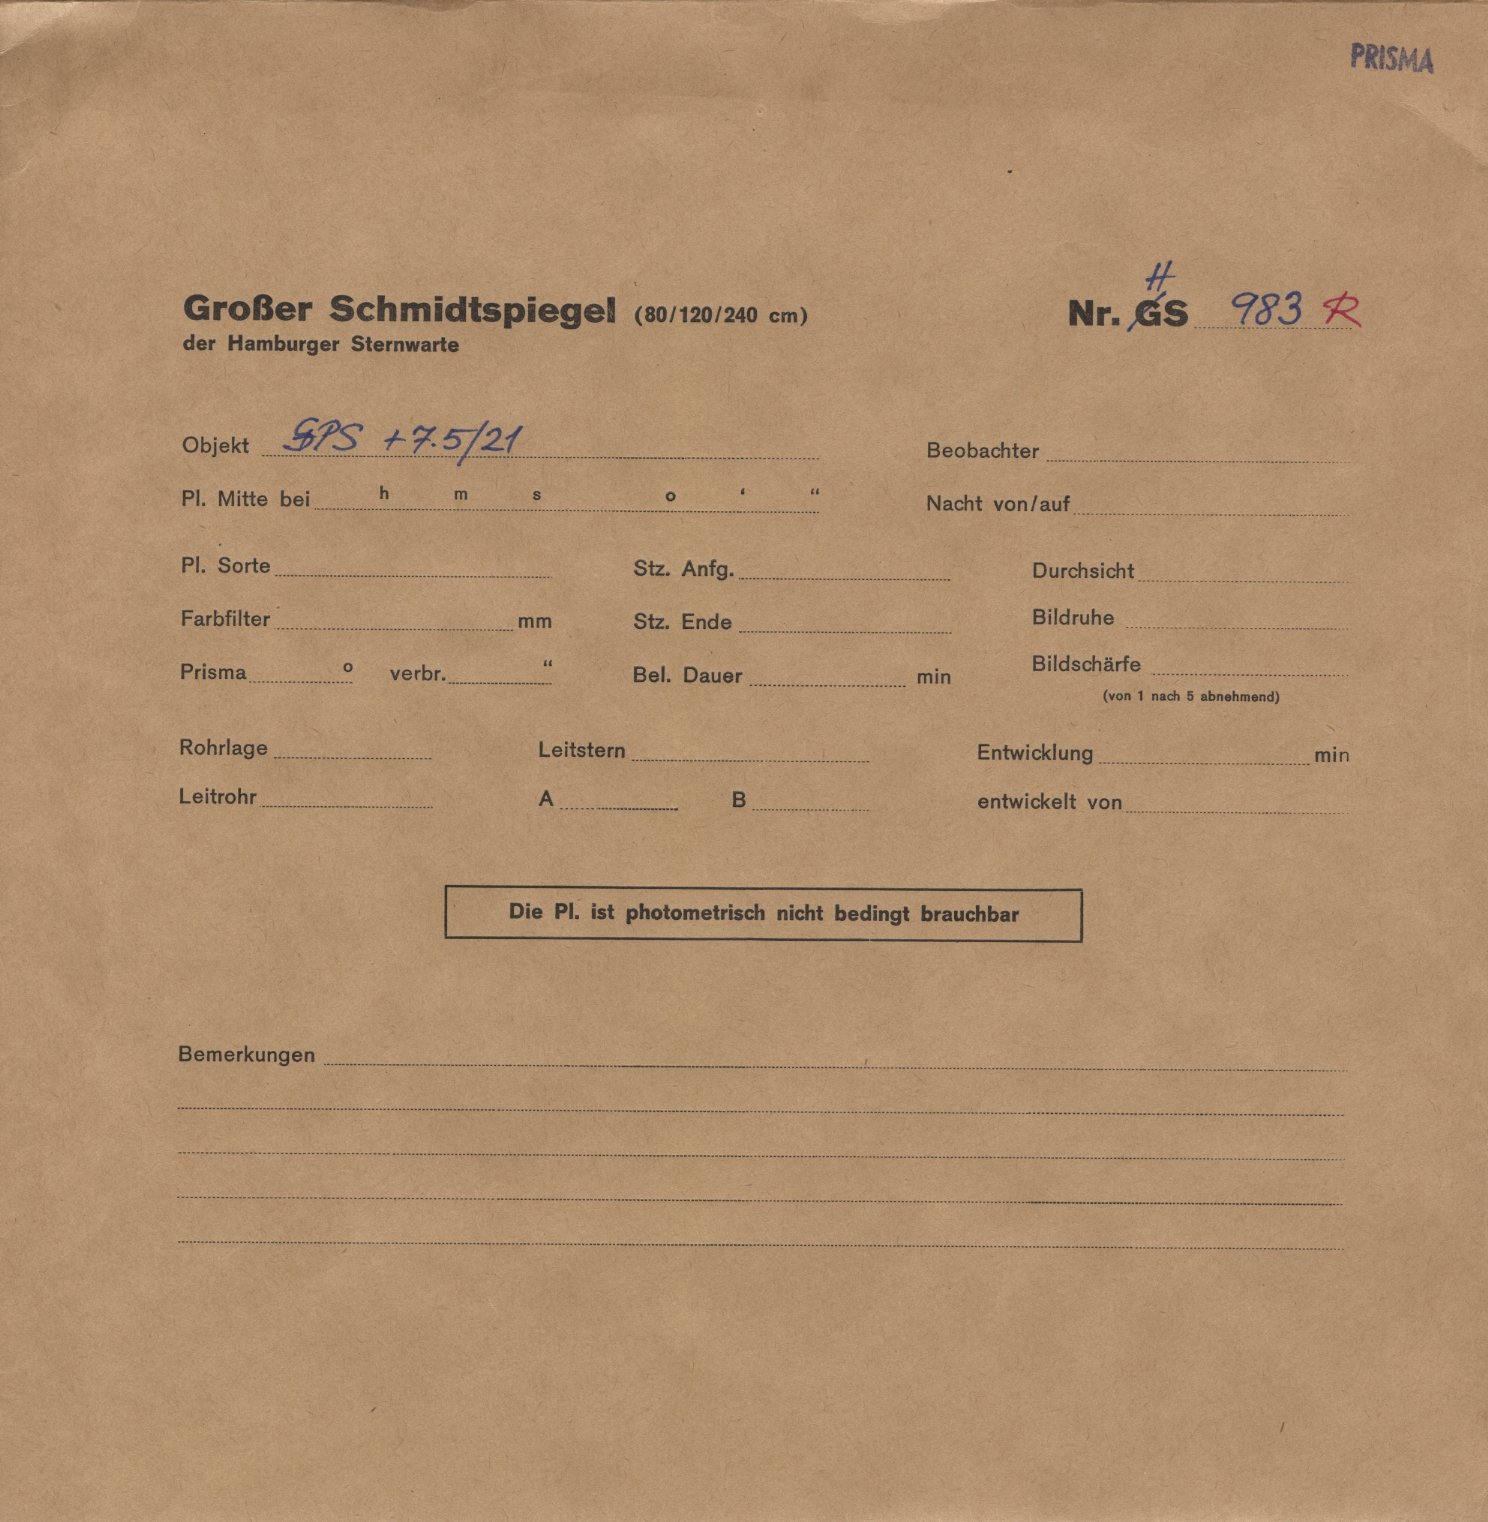 PRISMA
H
Großer Schmidtspiegel (80/120/240 cm) Nr. GS 983 R
der Hamburger Sternwarte
Objekt GPS +7.5/21 Beobachter
Pl. Mitte bei h m s o ‘ “ Nacht von/auf
Pl. Sorte Stz. Anfg. Durchsicht
Farbfilter mm Stz. Ende Bildruhe
Prisma o verbr. “ Bel. Dauer min Bildschärfe
(von 1 nach 5 abnehmend)
Rohrlage Leitstern Entwicklung min
Leitrohr A B entwickelt von
Die Pl. ist photometrisch nicht bedingt brauchbar
Bemerkungen